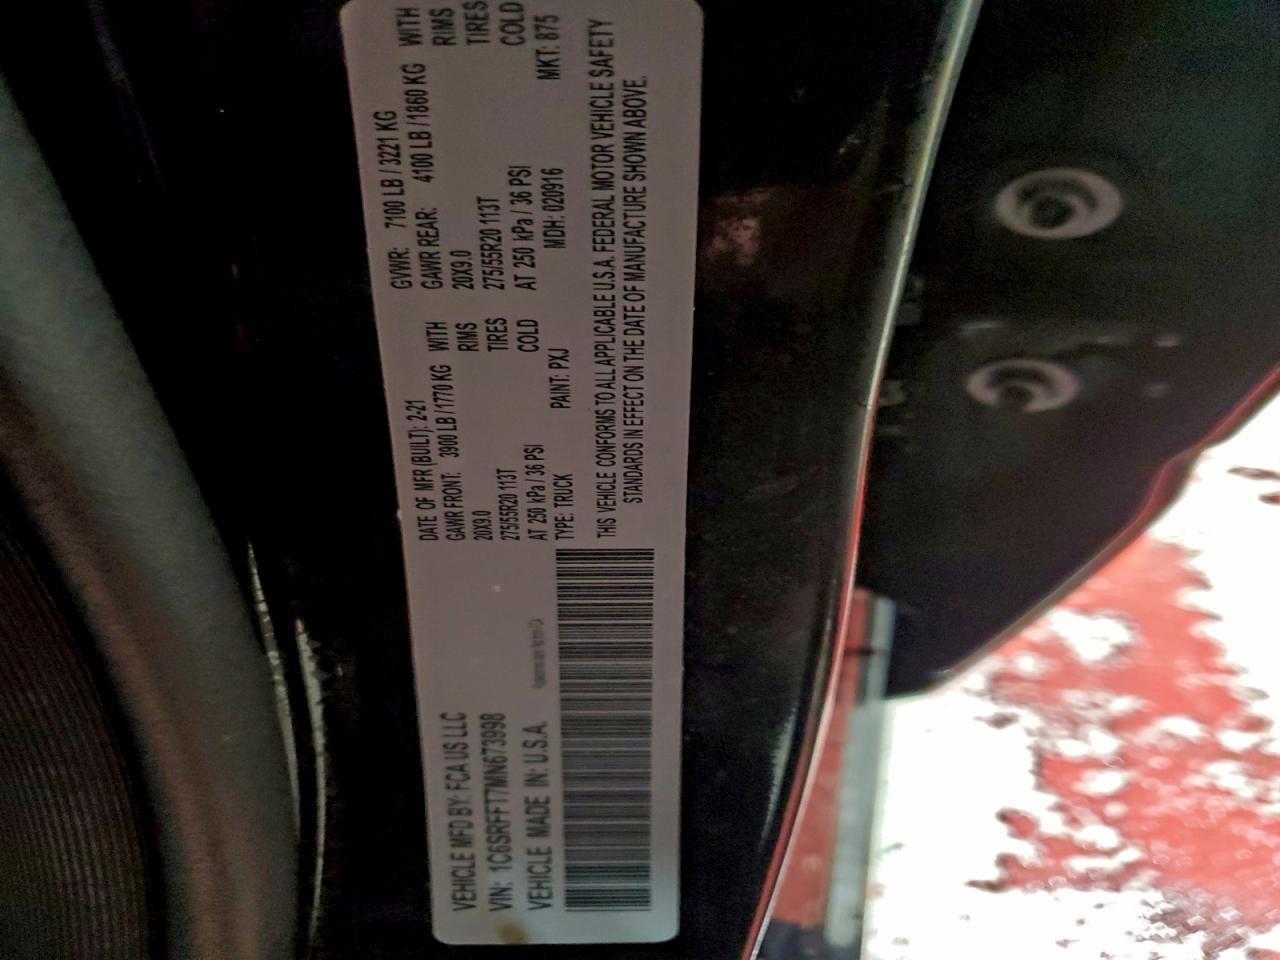 VEHICLE MFD BY: FCA US LLC
VIN: 1C6SRFFT7MN673998
VEHICLE MADE IN: U.S.A.
DATE OF MFR (BUILT): 2-21
GAWR FRONT: 3900 LB / 1770 KG WITH
20X9.0 RIMS
275/55R20 113T TIRES
AT 250 kPa / 36 PSI COLD
TYPE: TRUCK PAINT: PXJ
GVWR: 7100 LB / 3221 KG
GAWR REAR: 4100 LB / 1860 KG WITH
20X9.0 RIMS
275/55R20 113T TIRES
AT 250 kPa / 36 PSI COLD
MDH: 020916 MKT: 875
THIS VEHICLE CONFORMS TO ALL APPLICABLE U.S.A. FEDERAL MOTOR VEHICLE SAFETY
STANDARDS IN EFFECT ON THE DATE OF MANUFACTURE SHOWN ABOVE.